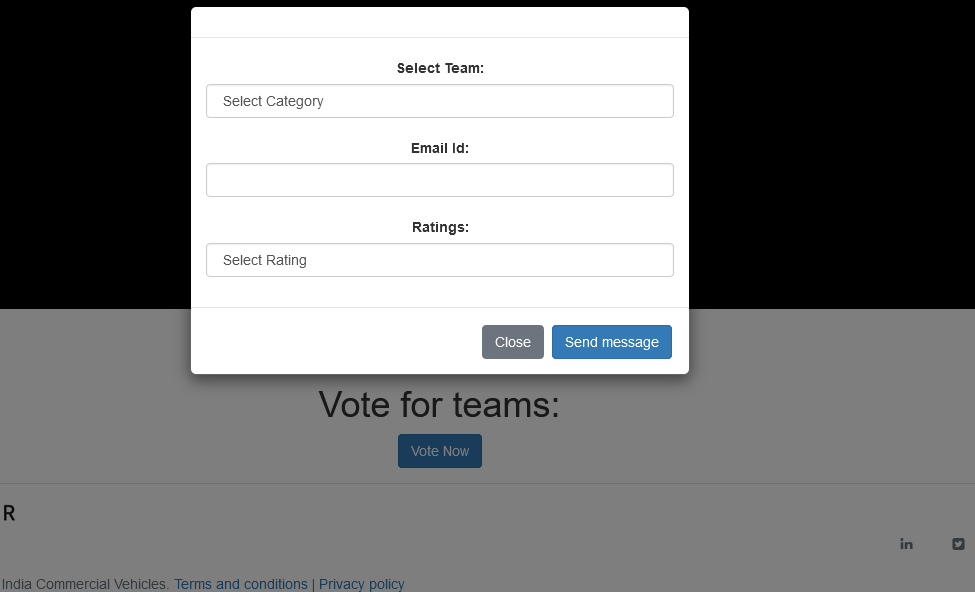 Select Team:
Select Category
Email Id:
Ratings:
Select Rating
Close Send message
Vote for teams:
Vote Now
R
India Commercial Vehicles. Terms and conditions | Privacy policy